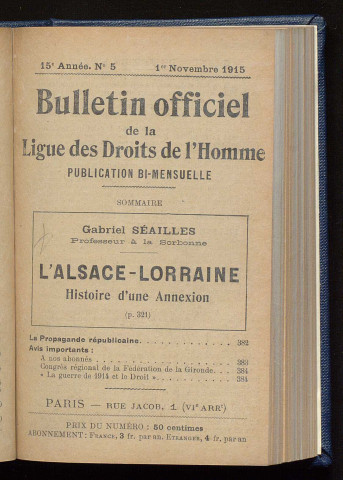 15e Année. N° 5 1er Novembre 1915
Bulletin officiel
de la
Ligue des Droits de l'Homme
PUBLICATION BI-MENSUELLE
SOMMAIRE
Gabriel SÉAILLES
Professeur à la Sorbonne
L'ALSACE-LORRAINE
Histoire d'une Annexion
(p. 321)
La Propagande républicaine. . . . . . . . . . . . . . . 382
Avis importants :
A nos abonnés . . . . . . . . . . . . . . . 383
Congrès régional de la Fédération de la Gironde. . . . 384
« La guerre de 1914 et le Droit ». . . . . . . . . . . . 384
PARIS — RUE JACOB, 1 (VIe ARRt)
PRIX DU NUMÉRO : 50 centimes
ABONNEMENT : FRANCE, 3 fr. par an. ETRANGER, 4 fr. par an